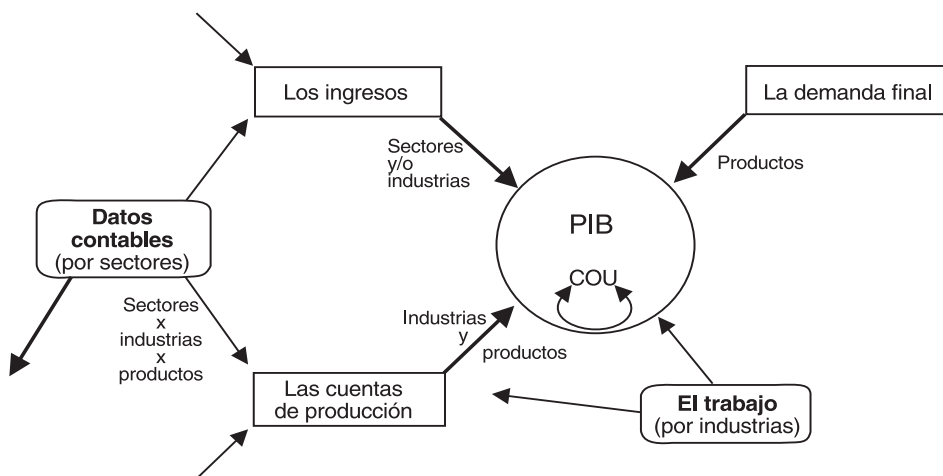 Los ingresos
La demanda final
Sectores
y/o
industrias
Productos
Datos
contables
(por sectores)
PIB
COU
Sectores
x
industrias
x
productos
Industrias
y
productos
Las cuentas
de producción
El trabajo
(por industrias)